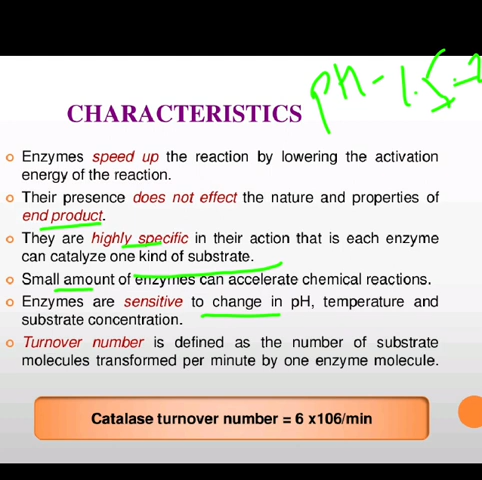 pH - 1.5-2
CHARACTERISTICS
Enzymes speed up the reaction by lowering the activation
energy of the reaction.
Their presence does not effect the nature and properties of
end product.
They are highly specific in their action that is each enzyme
can catalyze one kind of substrate.
Small amount of enzymes can accelerate chemical reactions.
Enzymes are sensitive to change in pH, temperature and
substrate concentration.
Turnover number is defined as the number of substrate
molecules transformed per minute by one enzyme molecule.
Catalase turnover number = 6 x106/min